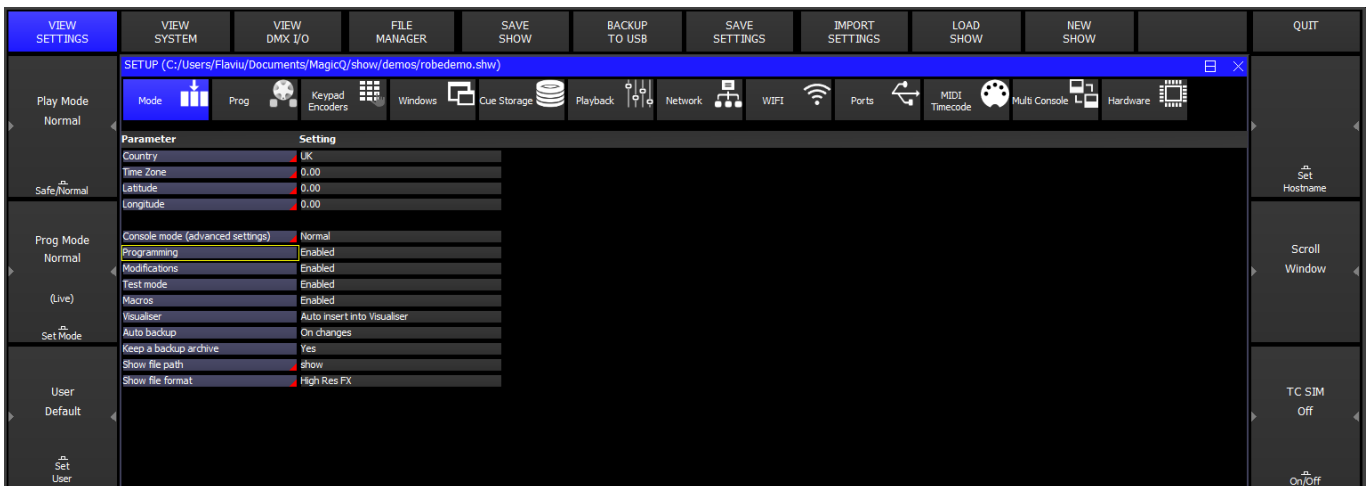 VIEW
SETTINGS
VIEW
SYSTEM
VIEW
DMX I/O
FILE
MANAGER
SAVE
SHOW
BACKUP
TO USB
SAVE
SETTINGS
IMPORT
SETTINGS
LOAD
SHOW
NEW
SHOW
QUIT
SETUP (C:/Users/Flaviu/Documents/MagicQ/show/demos/robedemo.shw)
Mode
Prog
Keypad
Encoders
Windows
Cue Storage
Playback
Network
WIFI
Ports
MIDI
Timecode
Multi Console
Hardware
Play Mode
Normal
Safe/Normal
Prog Mode
Normal
(Live)
Set Mode
User
Default
Set
User
Parameter Setting
Country UK
Time Zone 0.00
Latitude 0.00
Longitude 0.00
Console mode (advanced settings) Normal
Programming Enabled
Modifications Enabled
Test mode Enabled
Macros Enabled
Visualiser Auto insert into Visualiser
Auto backup On changes
Keep a backup archive Yes
Show file path show
Show file format High Res FX
Set
Hostname
Scroll
Window
TC SIM
Off
On/Off